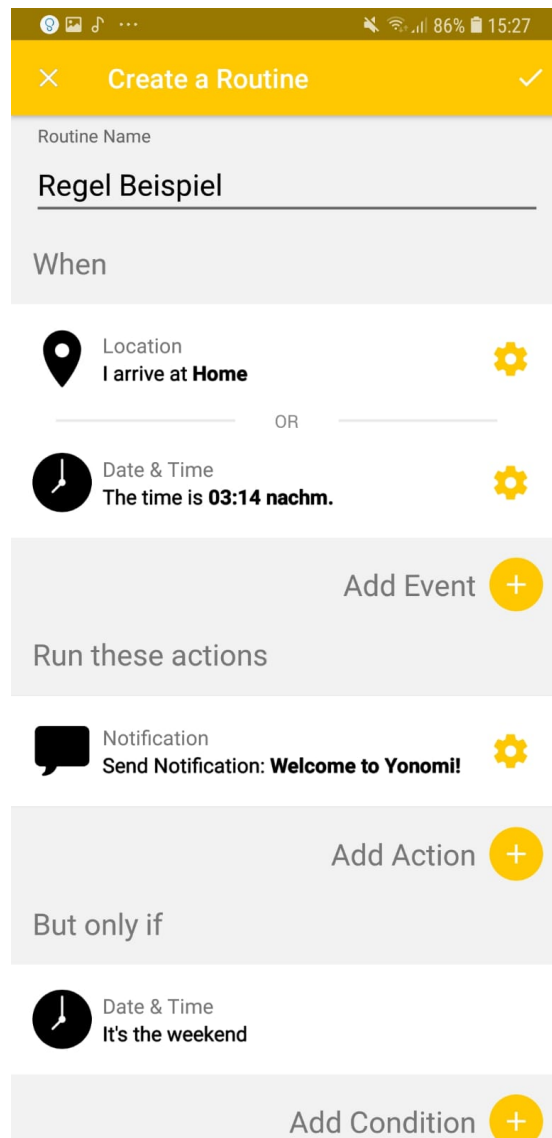 86% 15:27
Create a Routine
Routine Name
Regel Beispiel
When
Location
I arrive at Home
OR
Date & Time
The time is 03:14 nachm.
Add Event
Run these actions
Notification
Send Notification: Welcome to Yonomi!
Add Action
But only if
Date & Time
It's the weekend
Add Condition